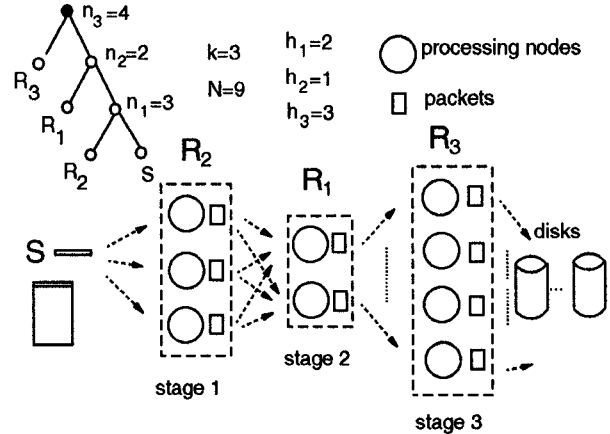 n₃=4
R₃
n₂=2
k=3
h₁=2
processing nodes
R₁
n₁=3
N=9
h₂=1
packets
R₂
S
h₃=3
R₂
R₁
R₃
S
disks
stage 1
stage 2
stage 3